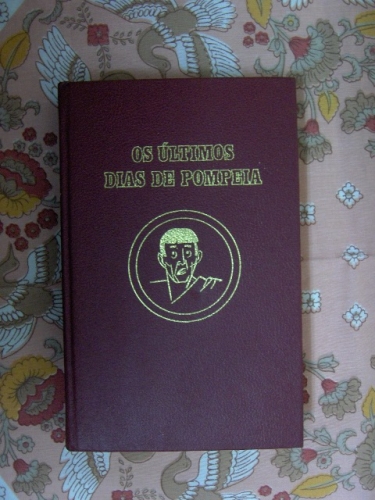 OS ÚLTIMOS
DIAS DE POMPEIA